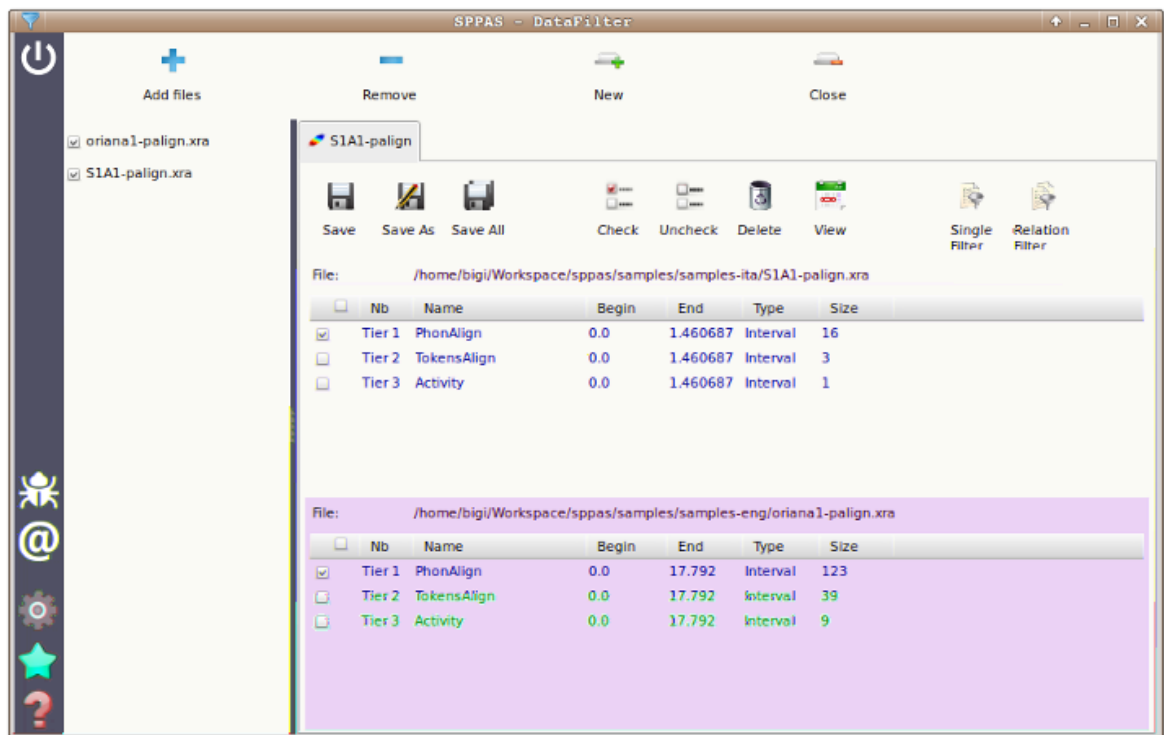 SPPAS - DataFilter
Add files Remove New Close
oriana1-palign.xra
S1A1-palign.xra
S1A1-palign
Save Save As Save All Check Uncheck Delete View Single Filter Relation Filter
File: /home/bigi/Workspace/sppas/samples/samples-ita/S1A1-palign.xra
Nb Name Begin End Type Size
Tier 1 PhonAlign 0.0 1.460687 Interval 16
Tier 2 TokensAlign 0.0 1.460687 Interval 3
Tier 3 Activity 0.0 1.460687 Interval 1
File: /home/bigi/Workspace/sppas/samples/samples-eng/oriana1-palign.xra
Nb Name Begin End Type Size
Tier 1 PhonAlign 0.0 17.792 Interval 123
Tier 2 TokensAlign 0.0 17.792 Interval 39
Tier 3 Activity 0.0 17.792 Interval 9